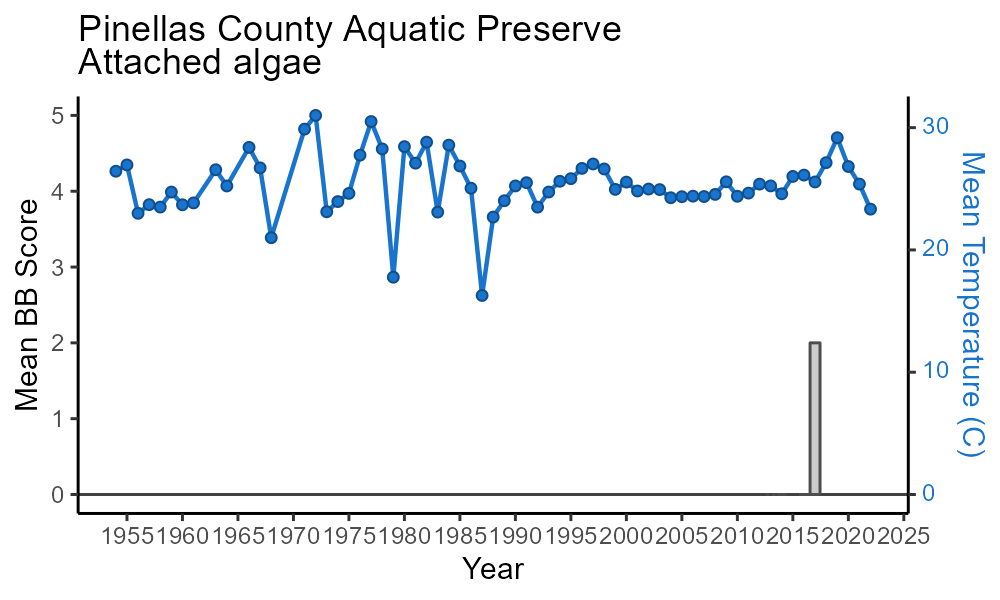 Pinellas County Aquatic Preserve
Attached algae
Mean BB Score
5
4
3
2
1
0
30
20
10
0
Mean Temperature (C)
1955 1960 1965 1970 1975 1980 1985 1990 1995 2000 2005 2010 2015 2020 2025
Year